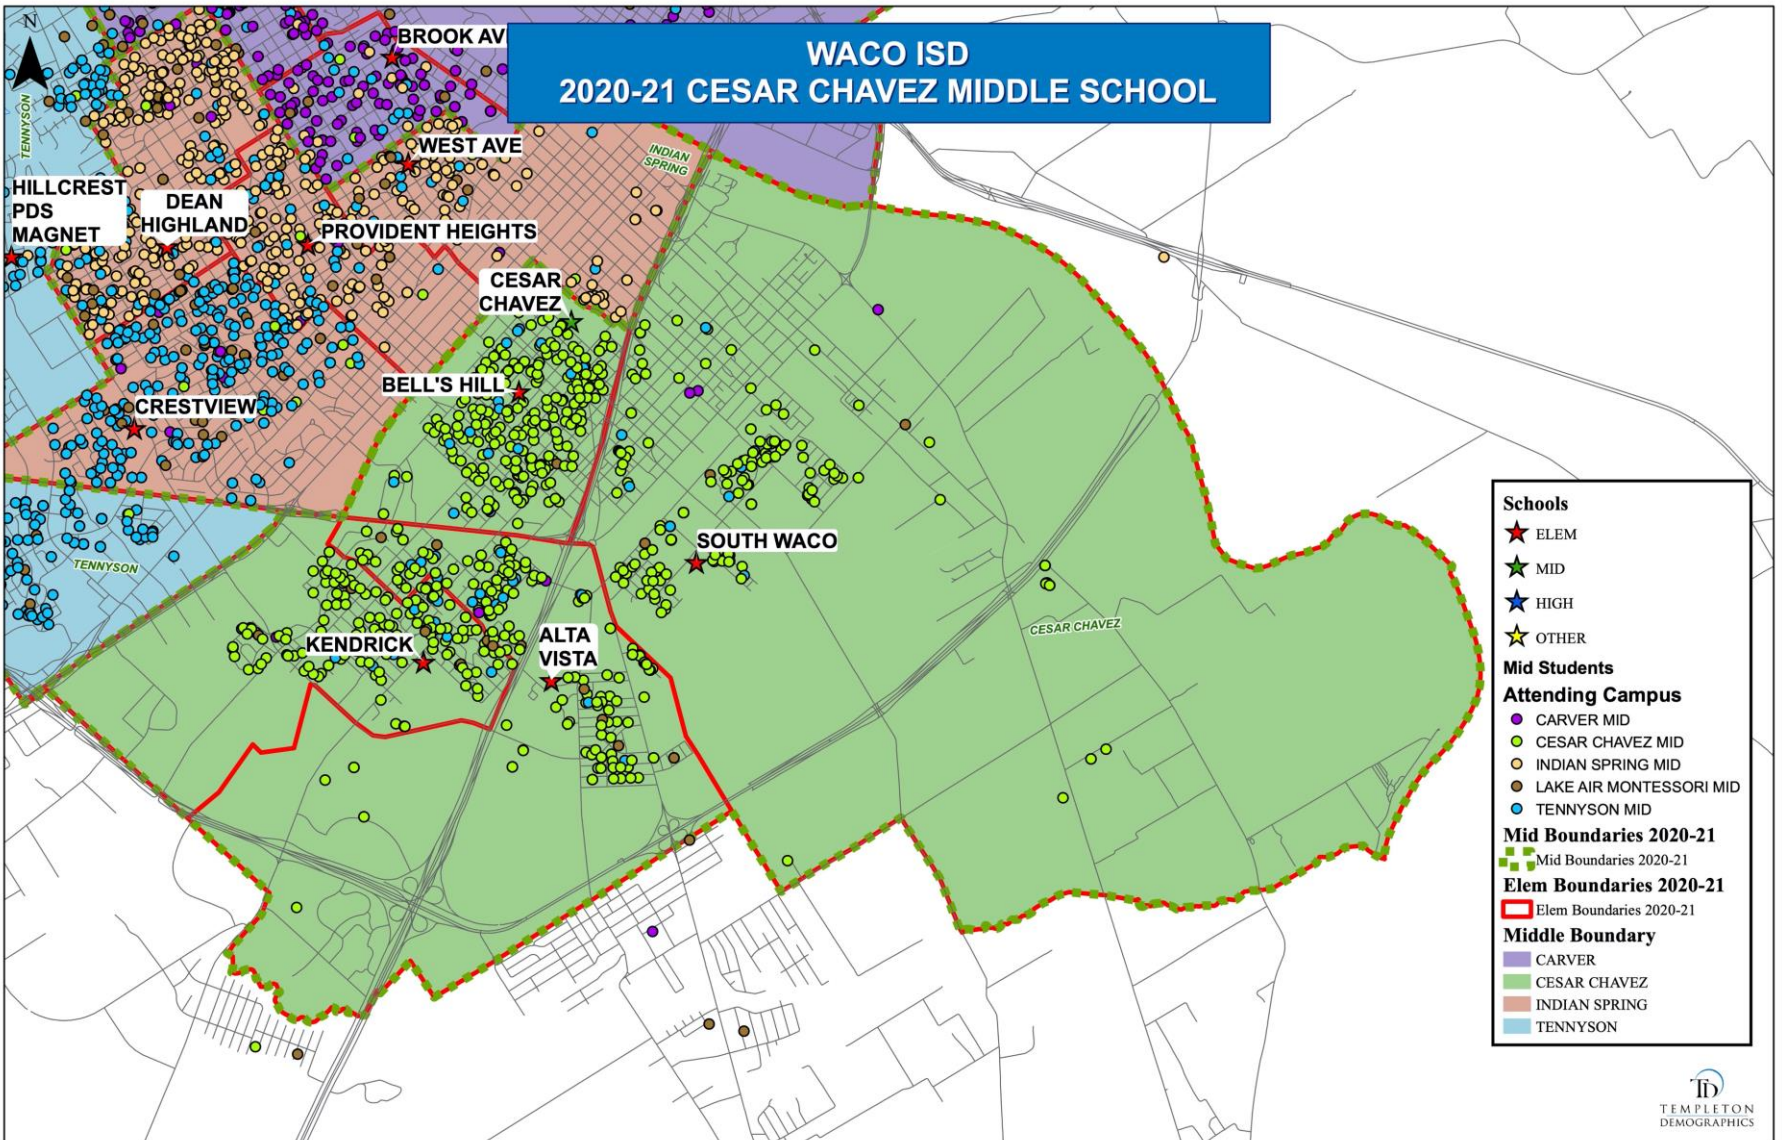 WACO ISD
2020-21 CESAR CHAVEZ MIDDLE SCHOOL
N
BROOK AV
TENNYSON
WEST AVE
INDIAN
SPRING
HILLCREST
PDS
MAGNET
DEAN
HIGHLAND
PROVIDENT HEIGHTS
CESAR
CHAVEZ
BELL'S HILL
CRESTVIEW
SOUTH WACO
TENNYSON
CESAR CHAVEZ
KENDRICK
ALTA
VISTA
Schools
ELEM
MID
HIGH
OTHER
Mid Students
Attending Campus
CARVER MID
CESAR CHAVEZ MID
INDIAN SPRING MID
LAKE AIR MONTESSORI MID
TENNYSON MID
Mid Boundaries 2020-21
Mid Boundaries 2020-21
Elem Boundaries 2020-21
Elem Boundaries 2020-21
Middle Boundary
CARVER
CESAR CHAVEZ
INDIAN SPRING
TENNYSON
TD
TEMPLETON
DEMOGRAPHICS